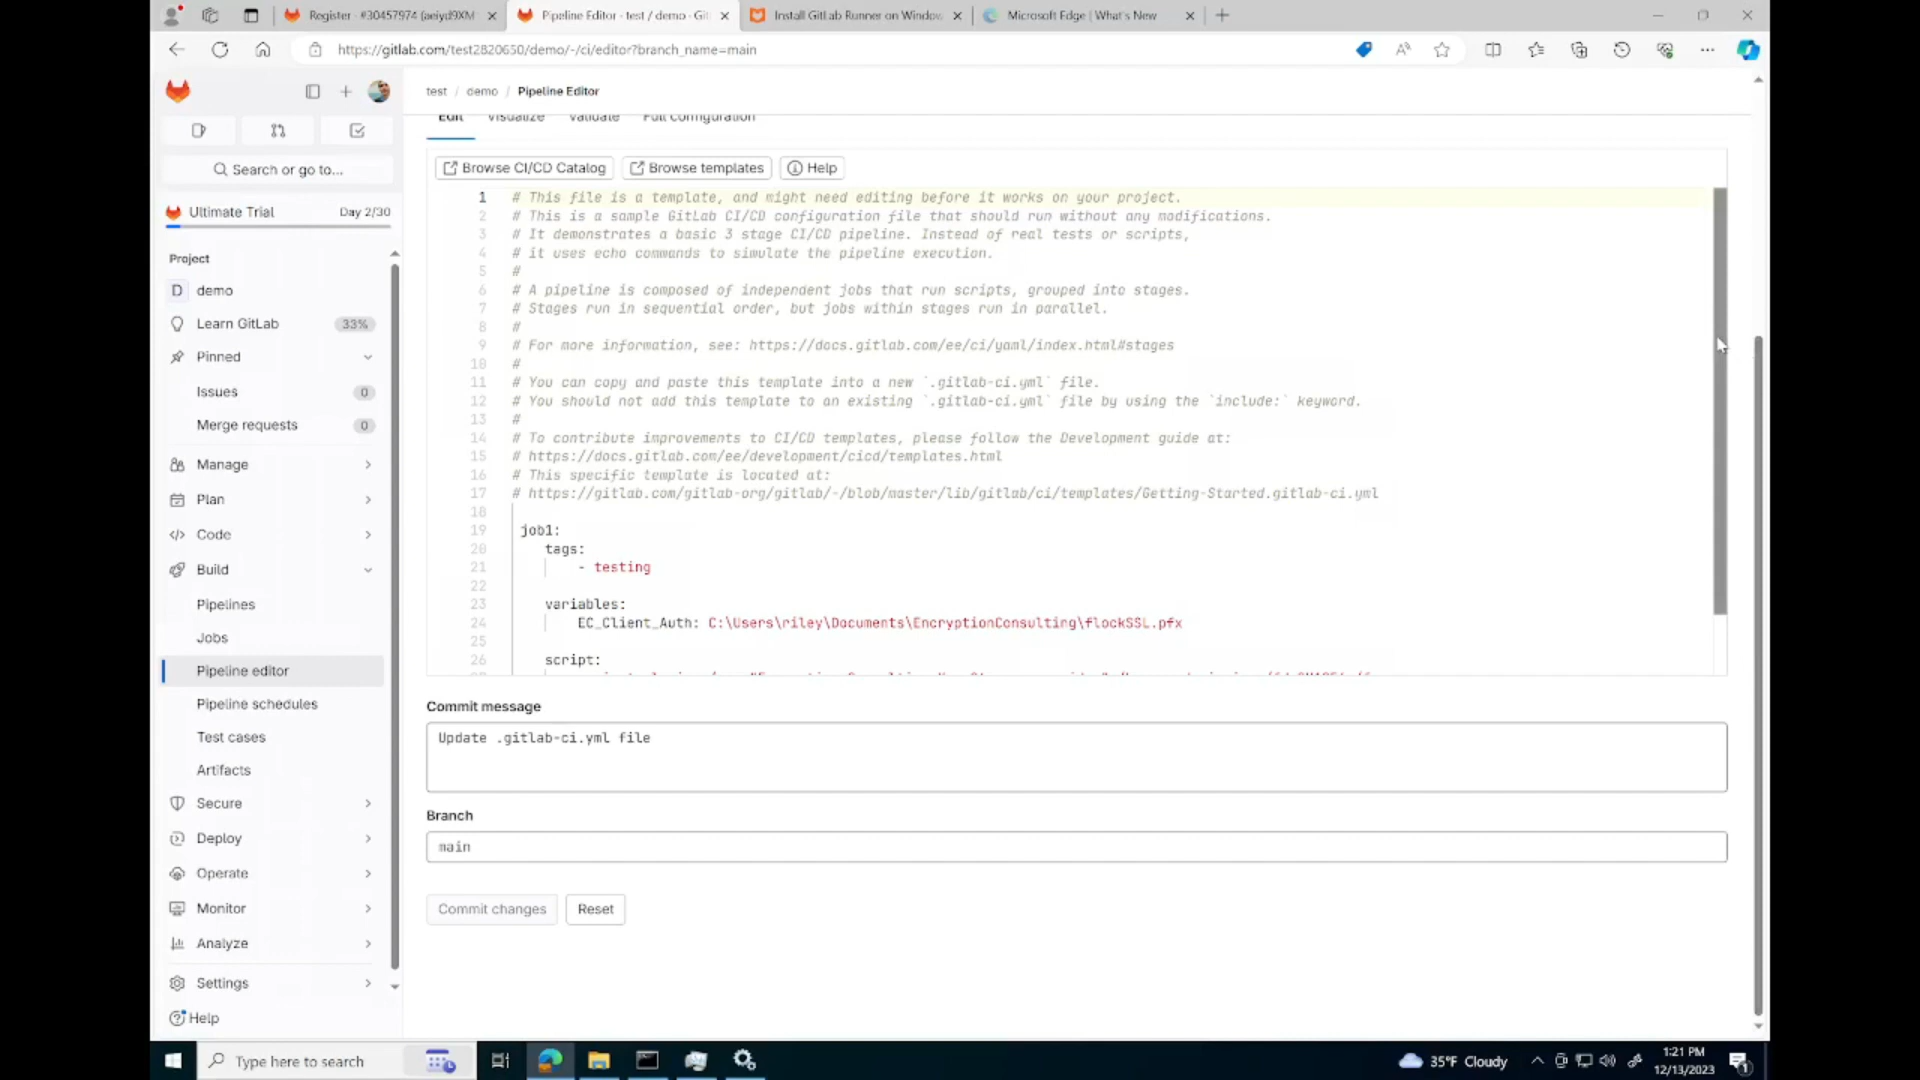 Register · #30457974 (aeiyd9XM
Pipeline Editor · test / demo · Git
Install GitLab Runner on Window
Microsoft Edge | What's New
https://gitlab.com/test2820650/demo/-/ci/editor?branch_name=main
test / demo / Pipeline Editor
Edit Visualize Validate Full configuration
Search or go to...
Ultimate Trial Day 2/30
Project
D demo
Learn GitLab 33%
Pinned
Issues 0
Merge requests 0
Manage
Plan
Code
Build
Pipelines
Jobs
Pipeline editor
Pipeline schedules
Test cases
Artifacts
Secure
Deploy
Operate
Monitor
Analyze
Settings
Help
Browse CI/CD Catalog Browse templates Help
1 # This file is a template, and might need editing before it works on your project.
2 # This is a sample GitLab CI/CD configuration file that should run without any modifications.
3 # It demonstrates a basic 3 stage CI/CD pipeline. Instead of real tests or scripts,
4 # it uses echo commands to simulate the pipeline execution.
5 #
6 # A pipeline is composed of independent jobs that run scripts, grouped into stages.
7 # Stages run in sequential order, but jobs within stages run in parallel.
8 #
9 # For more information, see: https://docs.gitlab.com/ee/ci/yaml/index.html#stages
10 #
11 # You can copy and paste this template into a new `.gitlab-ci.yml` file.
12 # You should not add this template to an existing `.gitlab-ci.yml` file by using the `include:` keyword.
13 #
14 # To contribute improvements to CI/CD templates, please follow the Development guide at:
15 # https://docs.gitlab.com/ee/development/cicd/templates.html
16 # This specific template is located at:
17 # https://gitlab.com/gitlab-org/gitlab/-/blob/master/lib/gitlab/ci/templates/Getting-Started.gitlab-ci.yml
18
19 job1:
20 tags:
21 - testing
22
23 variables:
24 EC_Client_Auth: C:\Users\riley\Documents\EncryptionConsulting\flockSSL.pfx
25
26 script:
Commit message
Update .gitlab-ci.yml file
Branch
main
Commit changes Reset
Type here to search
35°F Cloudy
1:21 PM
12/13/2023
1